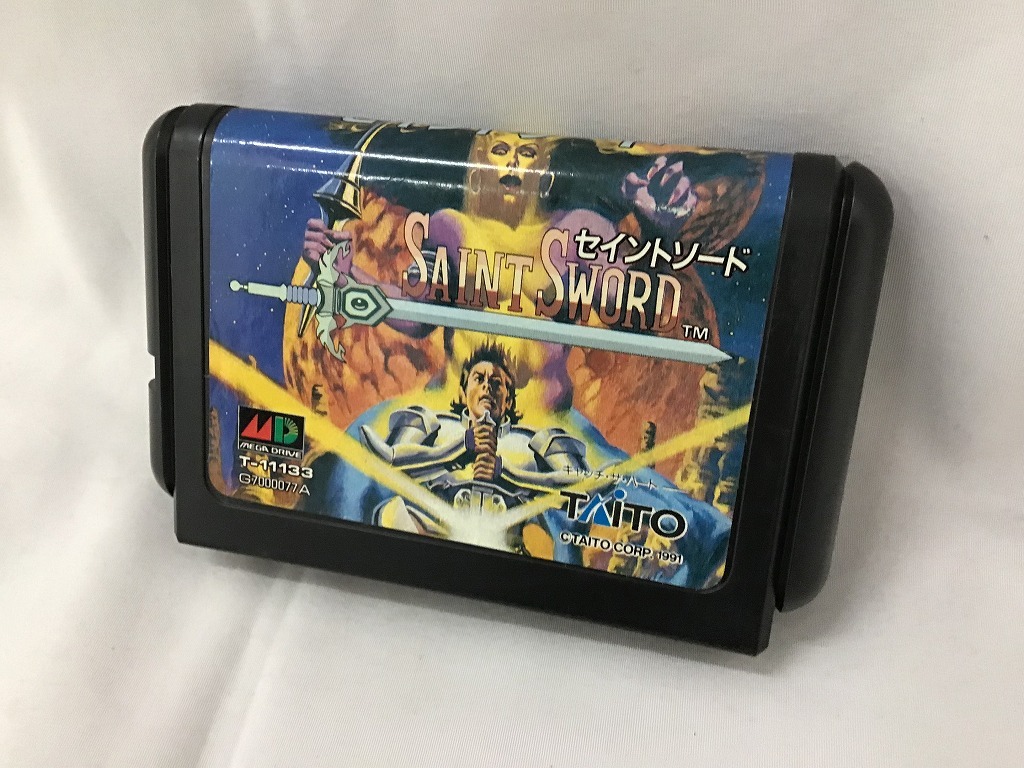 セイントソード
SAINT SWORD
TM
MD
MEGA DRIVE
T-11133
G7000077A
キャッチ・ザ・ハート
TAITO
©TAITO CORP. 1991